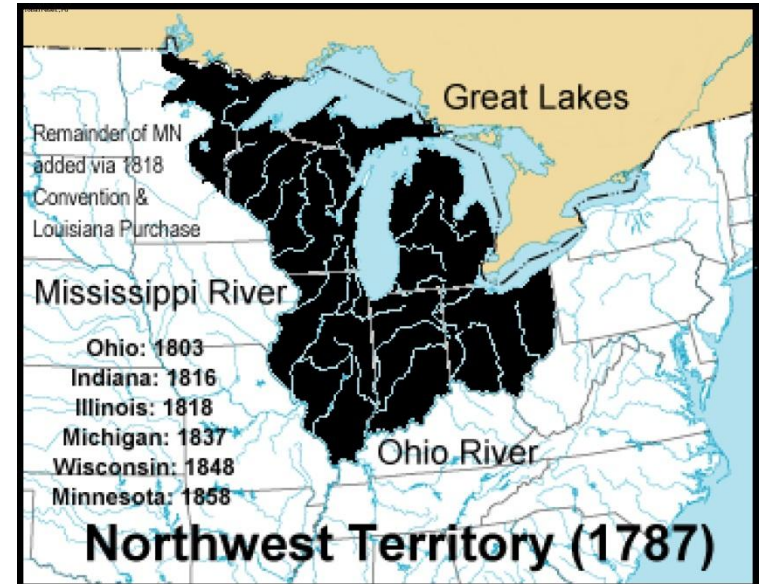 Great Lakes
Remainder of MN
added via 1818
Convention &
Louisiana Purchase
Mississippi River
Ohio: 1803
Indiana: 1816
Illinois: 1818
Michigan: 1837
Wisconsin: 1848
Minnesota: 1858
Ohio River
Northwest Territory (1787)